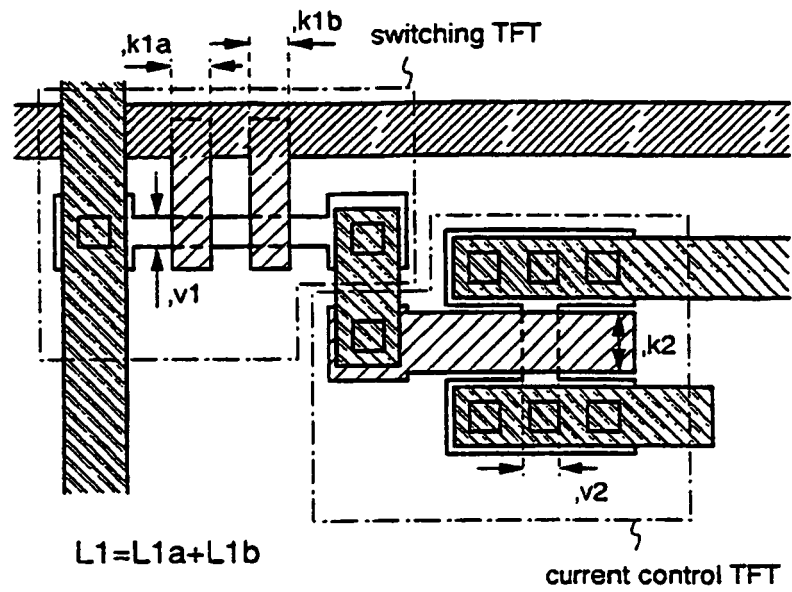 ,k1b
switching TFT
,k1a
,v1
,k2
,v2
L1=L1a+L1b
current control TFT